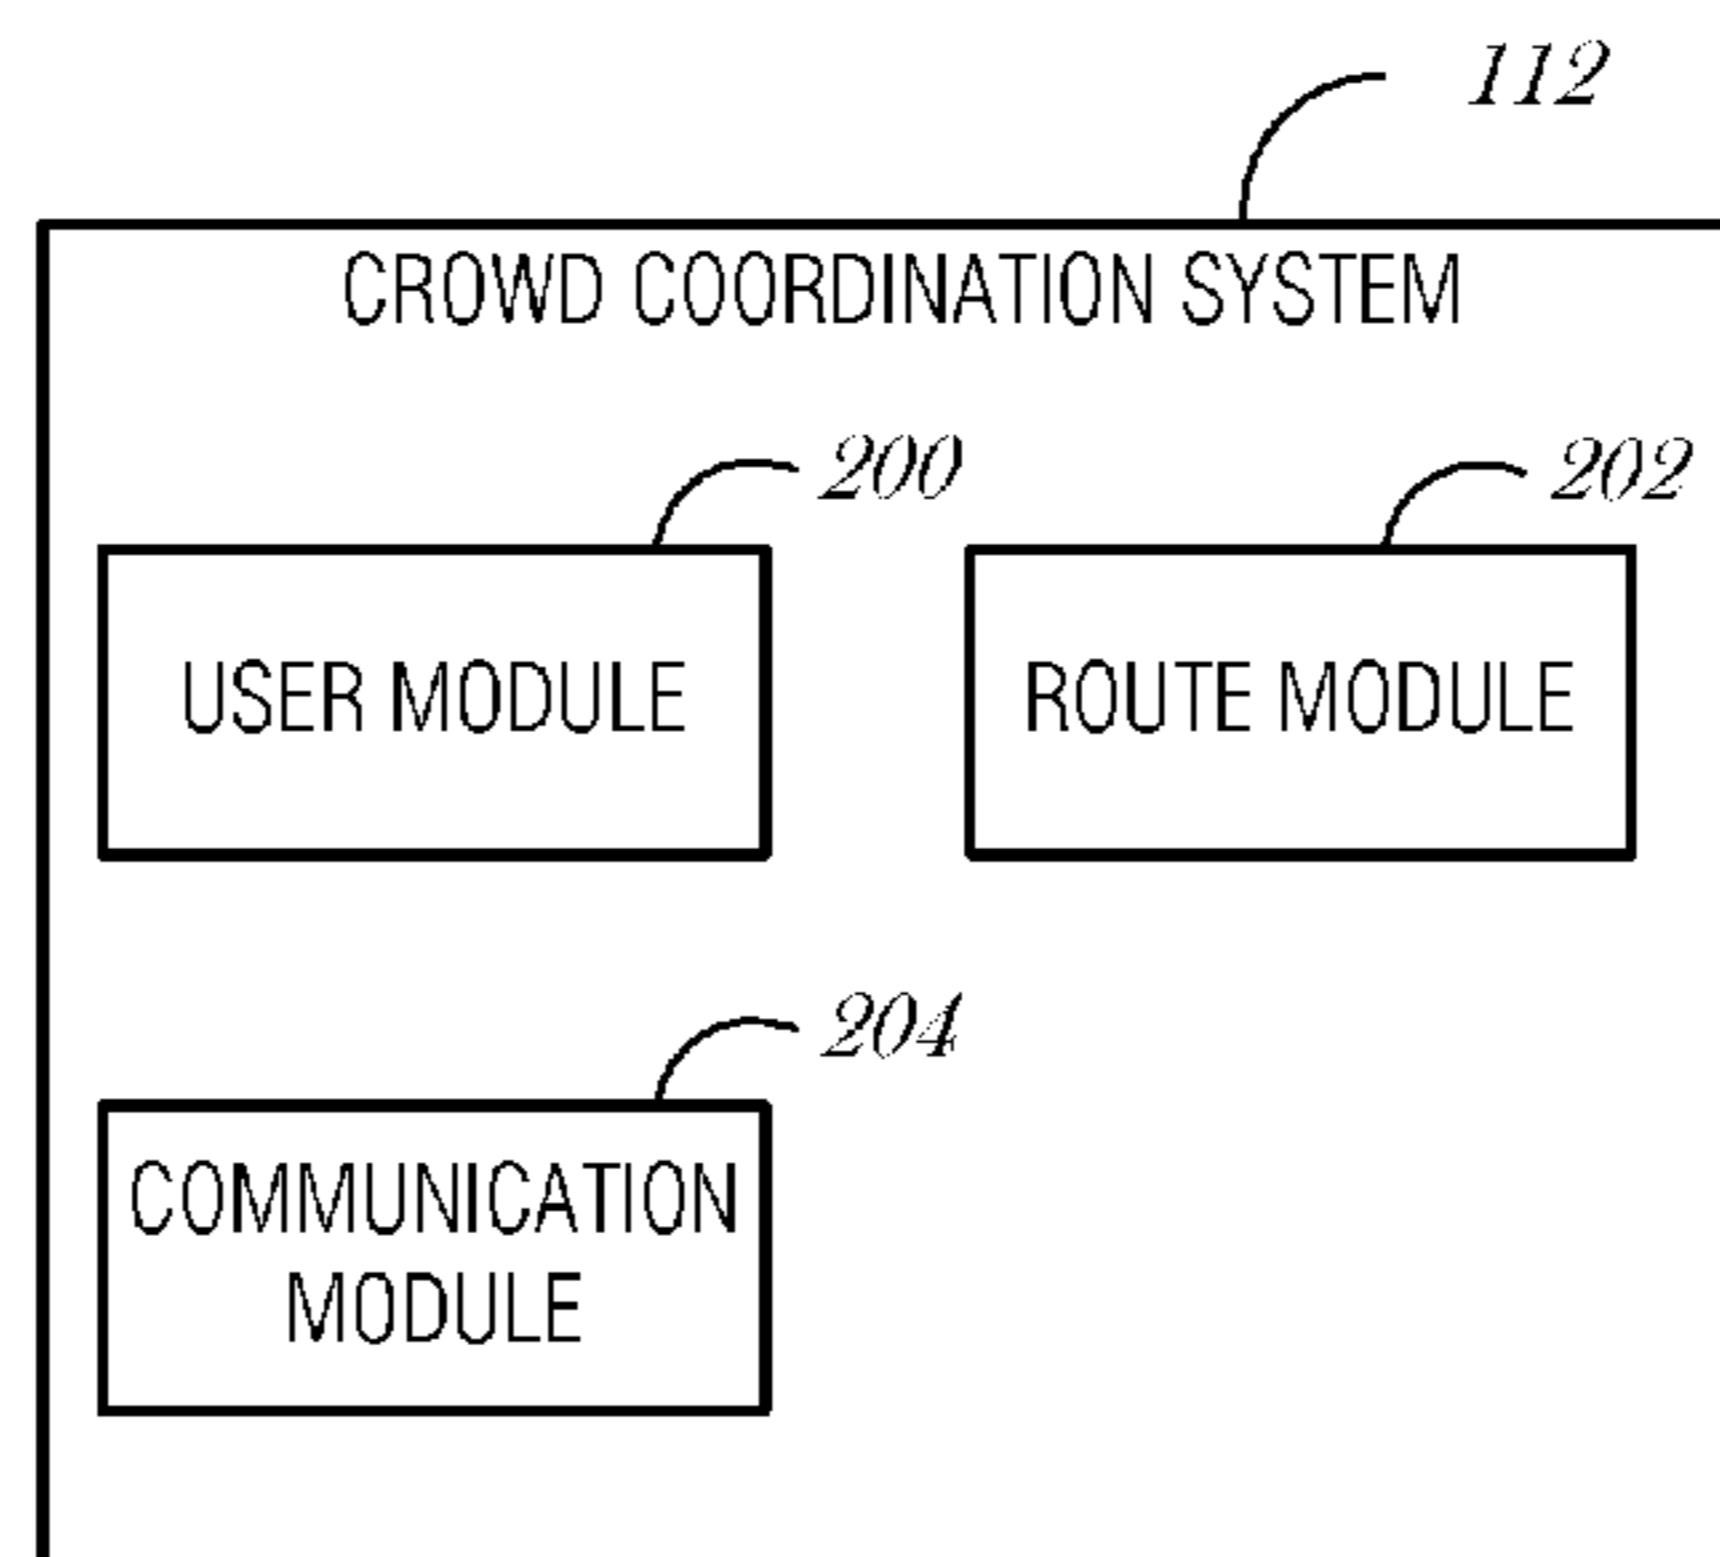 112
CROWD COORDINATION SYSTEM
200
202
USER MODULE
ROUTE MODULE
204
COMMUNICATION
MODULE